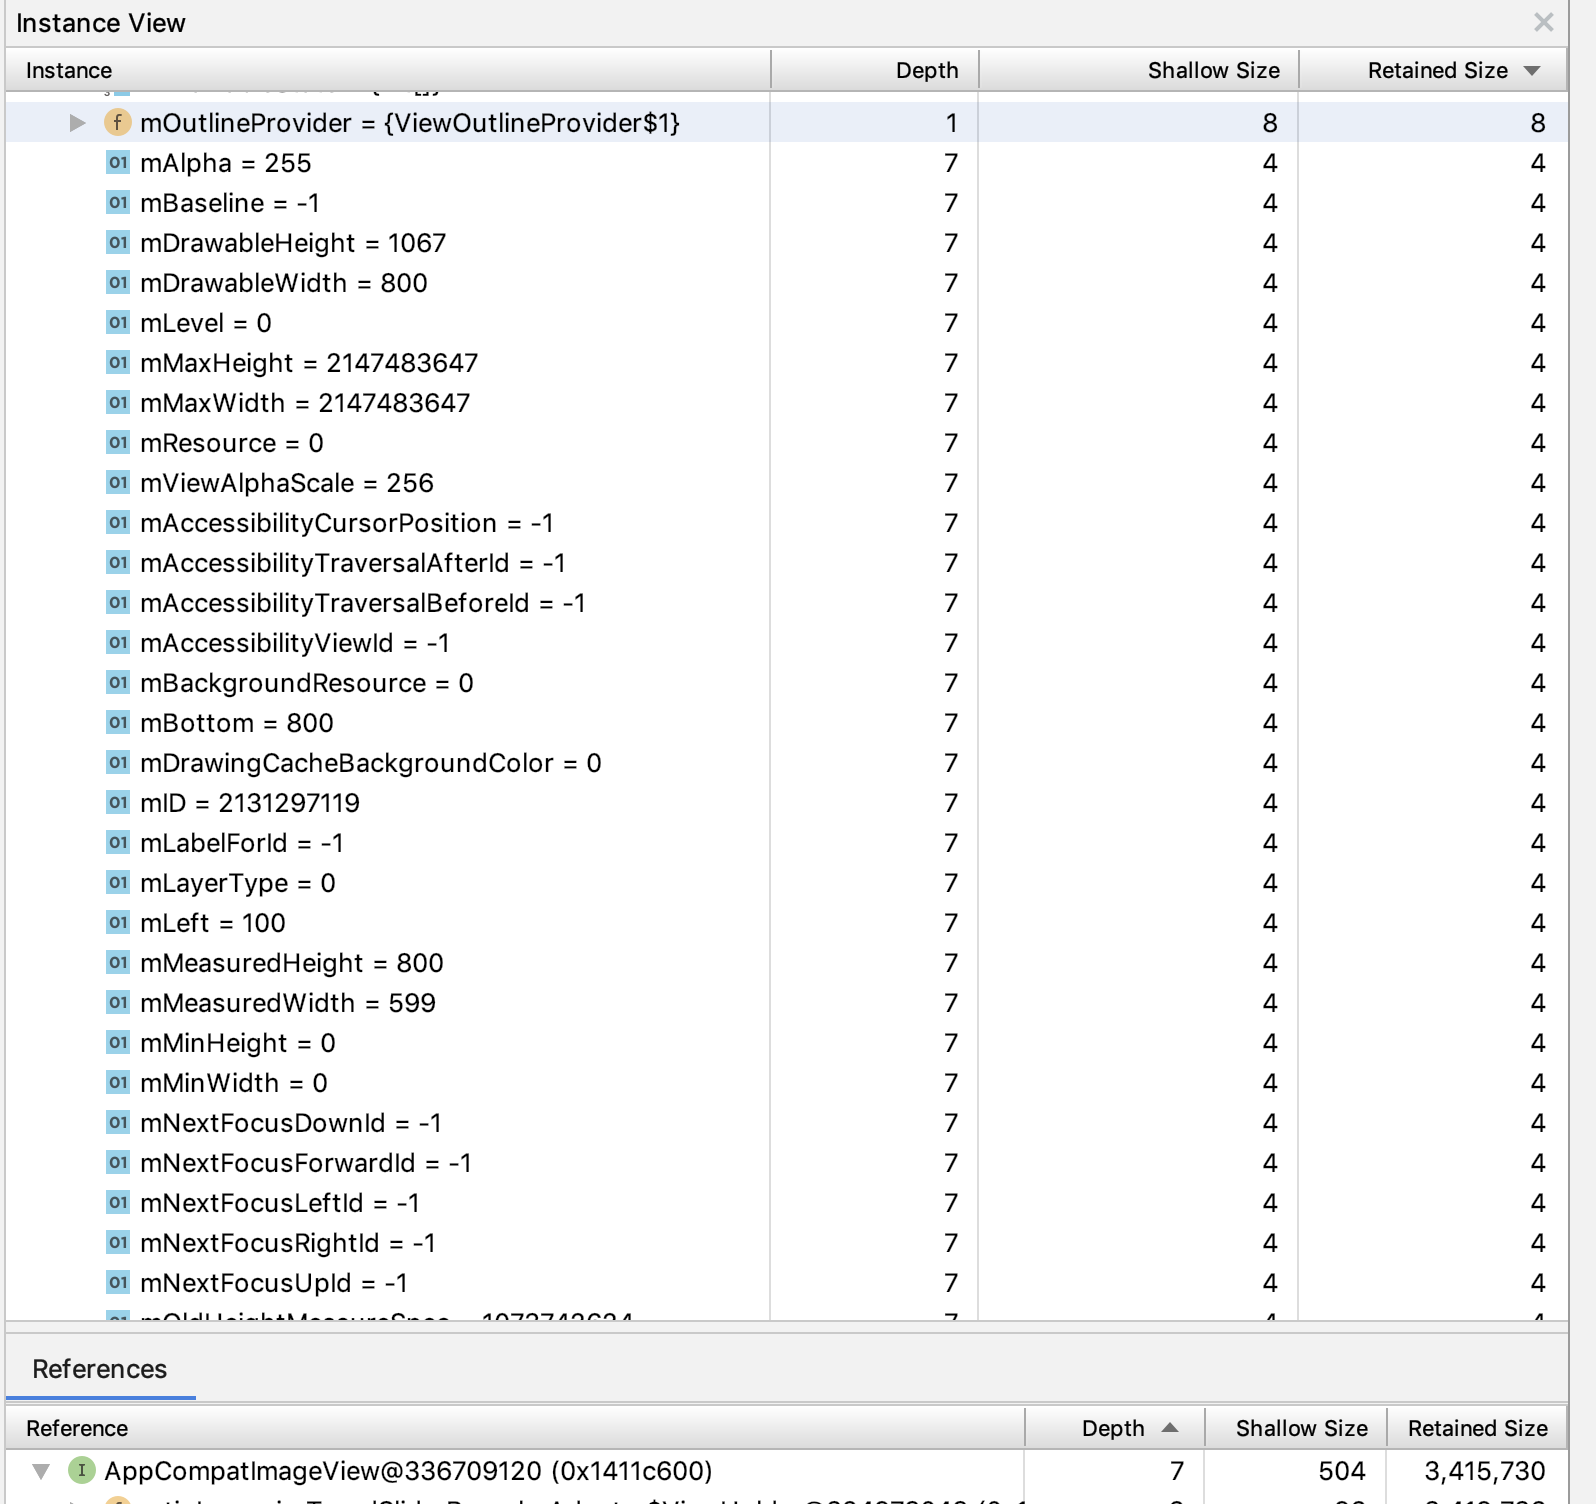 Instance View
Instance Depth Shallow Size Retained Size
f mOutlineProvider = {ViewOutlineProvider$1} 1 8 8
01 mAlpha = 255 7 4 4
01 mBaseline = -1 7 4 4
01 mDrawableHeight = 1067 7 4 4
01 mDrawableWidth = 800 7 4 4
01 mLevel = 0 7 4 4
01 mMaxHeight = 2147483647 7 4 4
01 mMaxWidth = 2147483647 7 4 4
01 mResource = 0 7 4 4
01 mViewAlphaScale = 256 7 4 4
01 mAccessibilityCursorPosition = -1 7 4 4
01 mAccessibilityTraversalAfterId = -1 7 4 4
01 mAccessibilityTraversalBeforeId = -1 7 4 4
01 mAccessibilityViewId = -1 7 4 4
01 mBackgroundResource = 0 7 4 4
01 mBottom = 800 7 4 4
01 mDrawingCacheBackgroundColor = 0 7 4 4
01 mID = 2131297119 7 4 4
01 mLabelForId = -1 7 4 4
01 mLayerType = 0 7 4 4
01 mLeft = 100 7 4 4
01 mMeasuredHeight = 800 7 4 4
01 mMeasuredWidth = 599 7 4 4
01 mMinHeight = 0 7 4 4
01 mMinWidth = 0 7 4 4
01 mNextFocusDownId = -1 7 4 4
01 mNextFocusForwardId = -1 7 4 4
01 mNextFocusLeftId = -1 7 4 4
01 mNextFocusRightId = -1 7 4 4
01 mNextFocusUpId = -1 7 4 4
01 mOldHeightMeasureSpec = 1073742624 7 4 4
References
Reference Depth Shallow Size Retained Size
I AppCompatImageView@336709120 (0x1411c600) 7 504 3,415,730